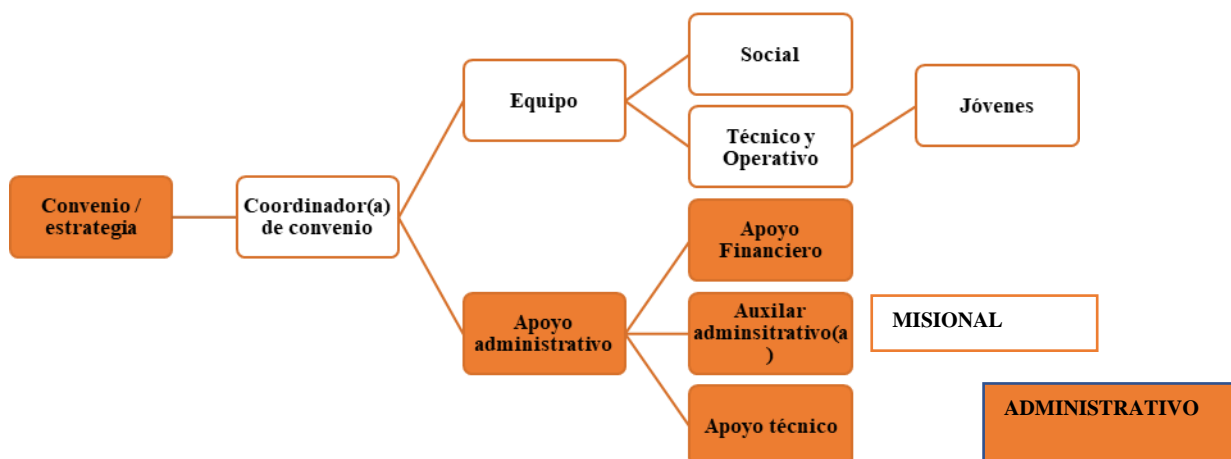 Convenio /
estrategia
Coordinador(a)
de convenio
Equipo
Social
Técnico y
Operativo
Jóvenes
Apoyo
administrativo
Apoyo
Financiero
Auxilar
adminsitrativo(a
)
Apoyo técnico
MISIONAL
ADMINISTRATIVO